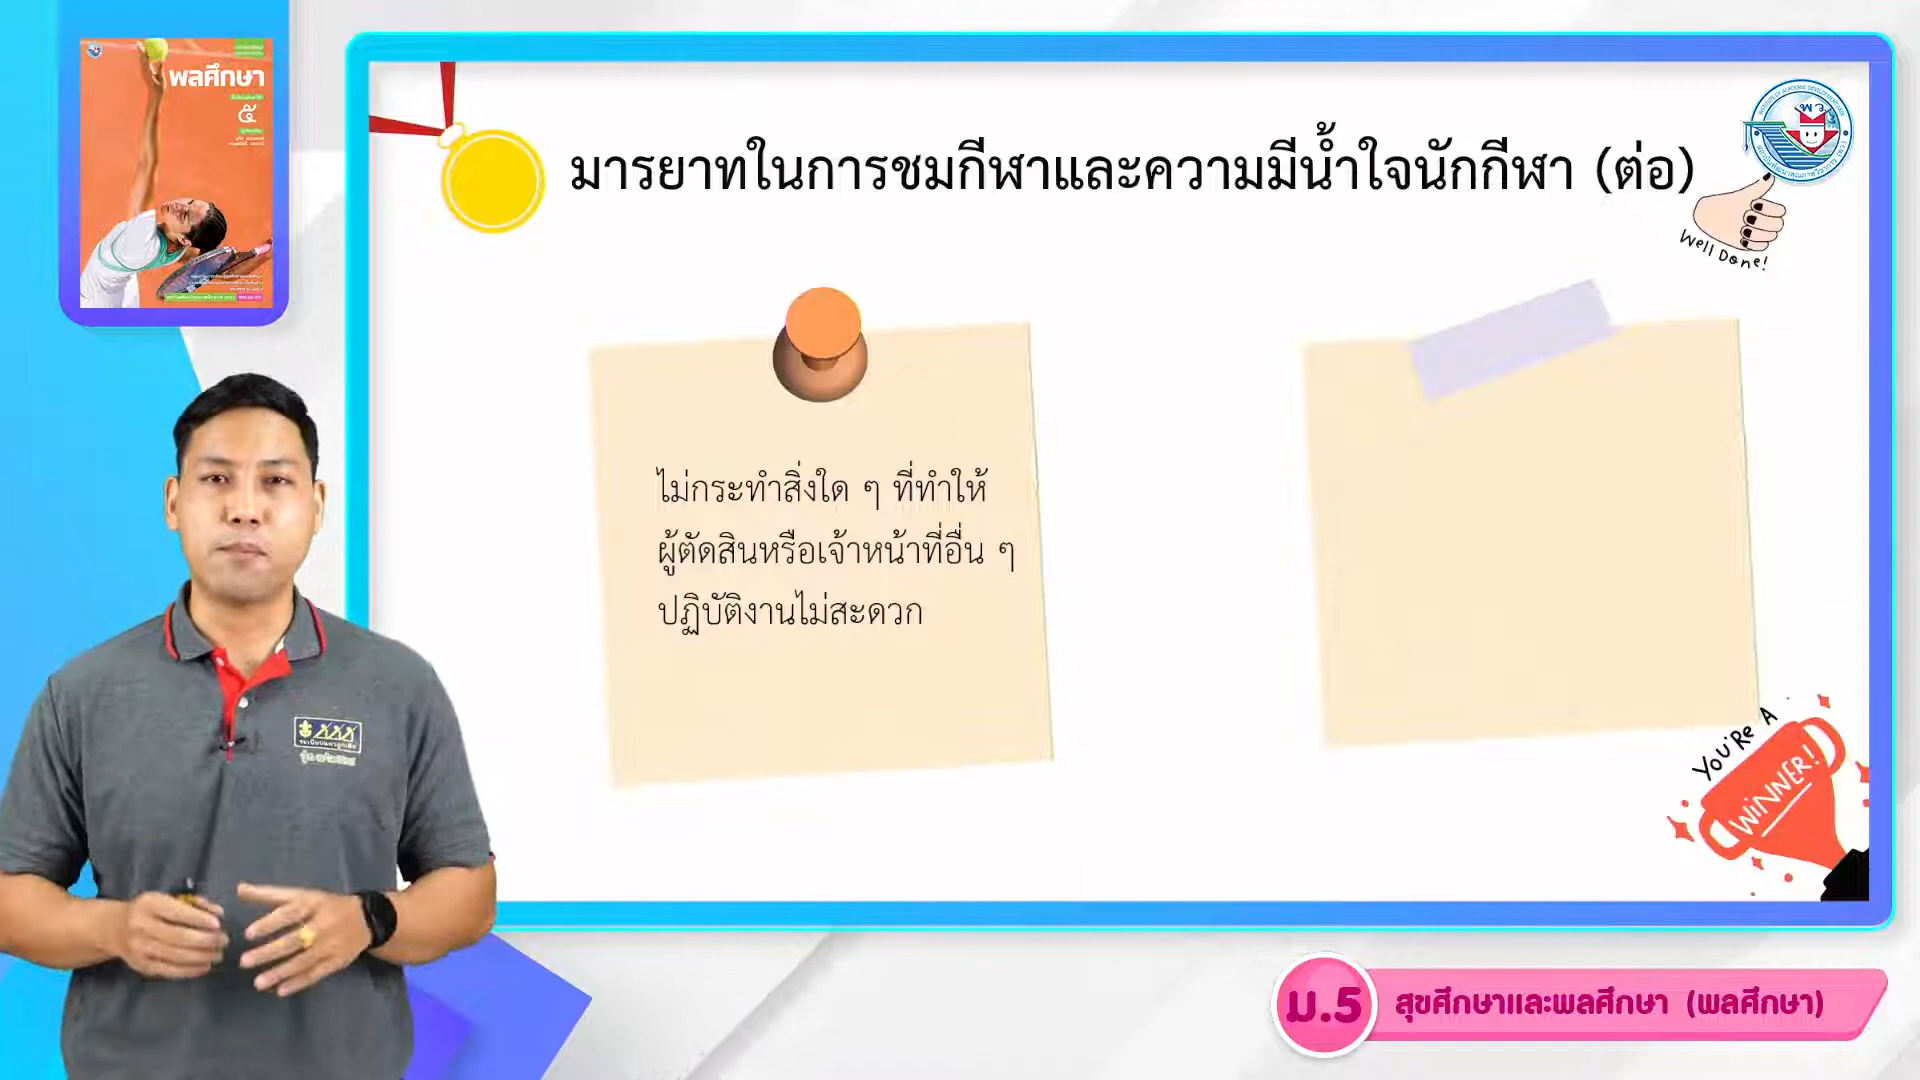 พลศึกษา
๕
มารยาทในการชมกีฬาและความมีน้ำใจนักกีฬา (ต่อ)
พว
Well Done!
ไม่กระทำสิ่งใด ๆ ที่ทำให้
ผู้ตัดสินหรือเจ้าหน้าที่อื่น ๆ
ปฏิบัติงานไม่สะดวก
YOU'RE A
WINNER!
ม.5
สุขศึกษาและพลศึกษา (พลศึกษา)